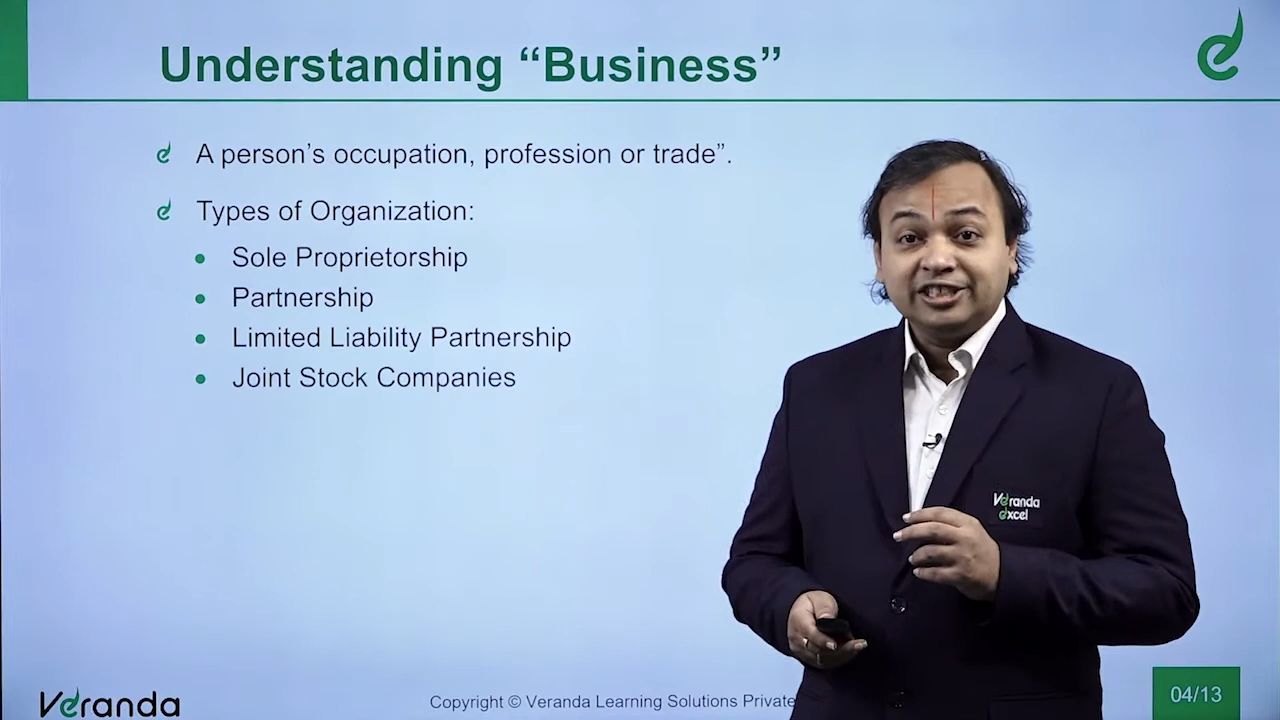 Understanding “Business”
A person’s occupation, profession or trade”.
Types of Organization:
Sole Proprietorship
Partnership
Limited Liability Partnership
Joint Stock Companies
Veranda
excel
Veranda
Copyright © Veranda Learning Solutions Private
04/13